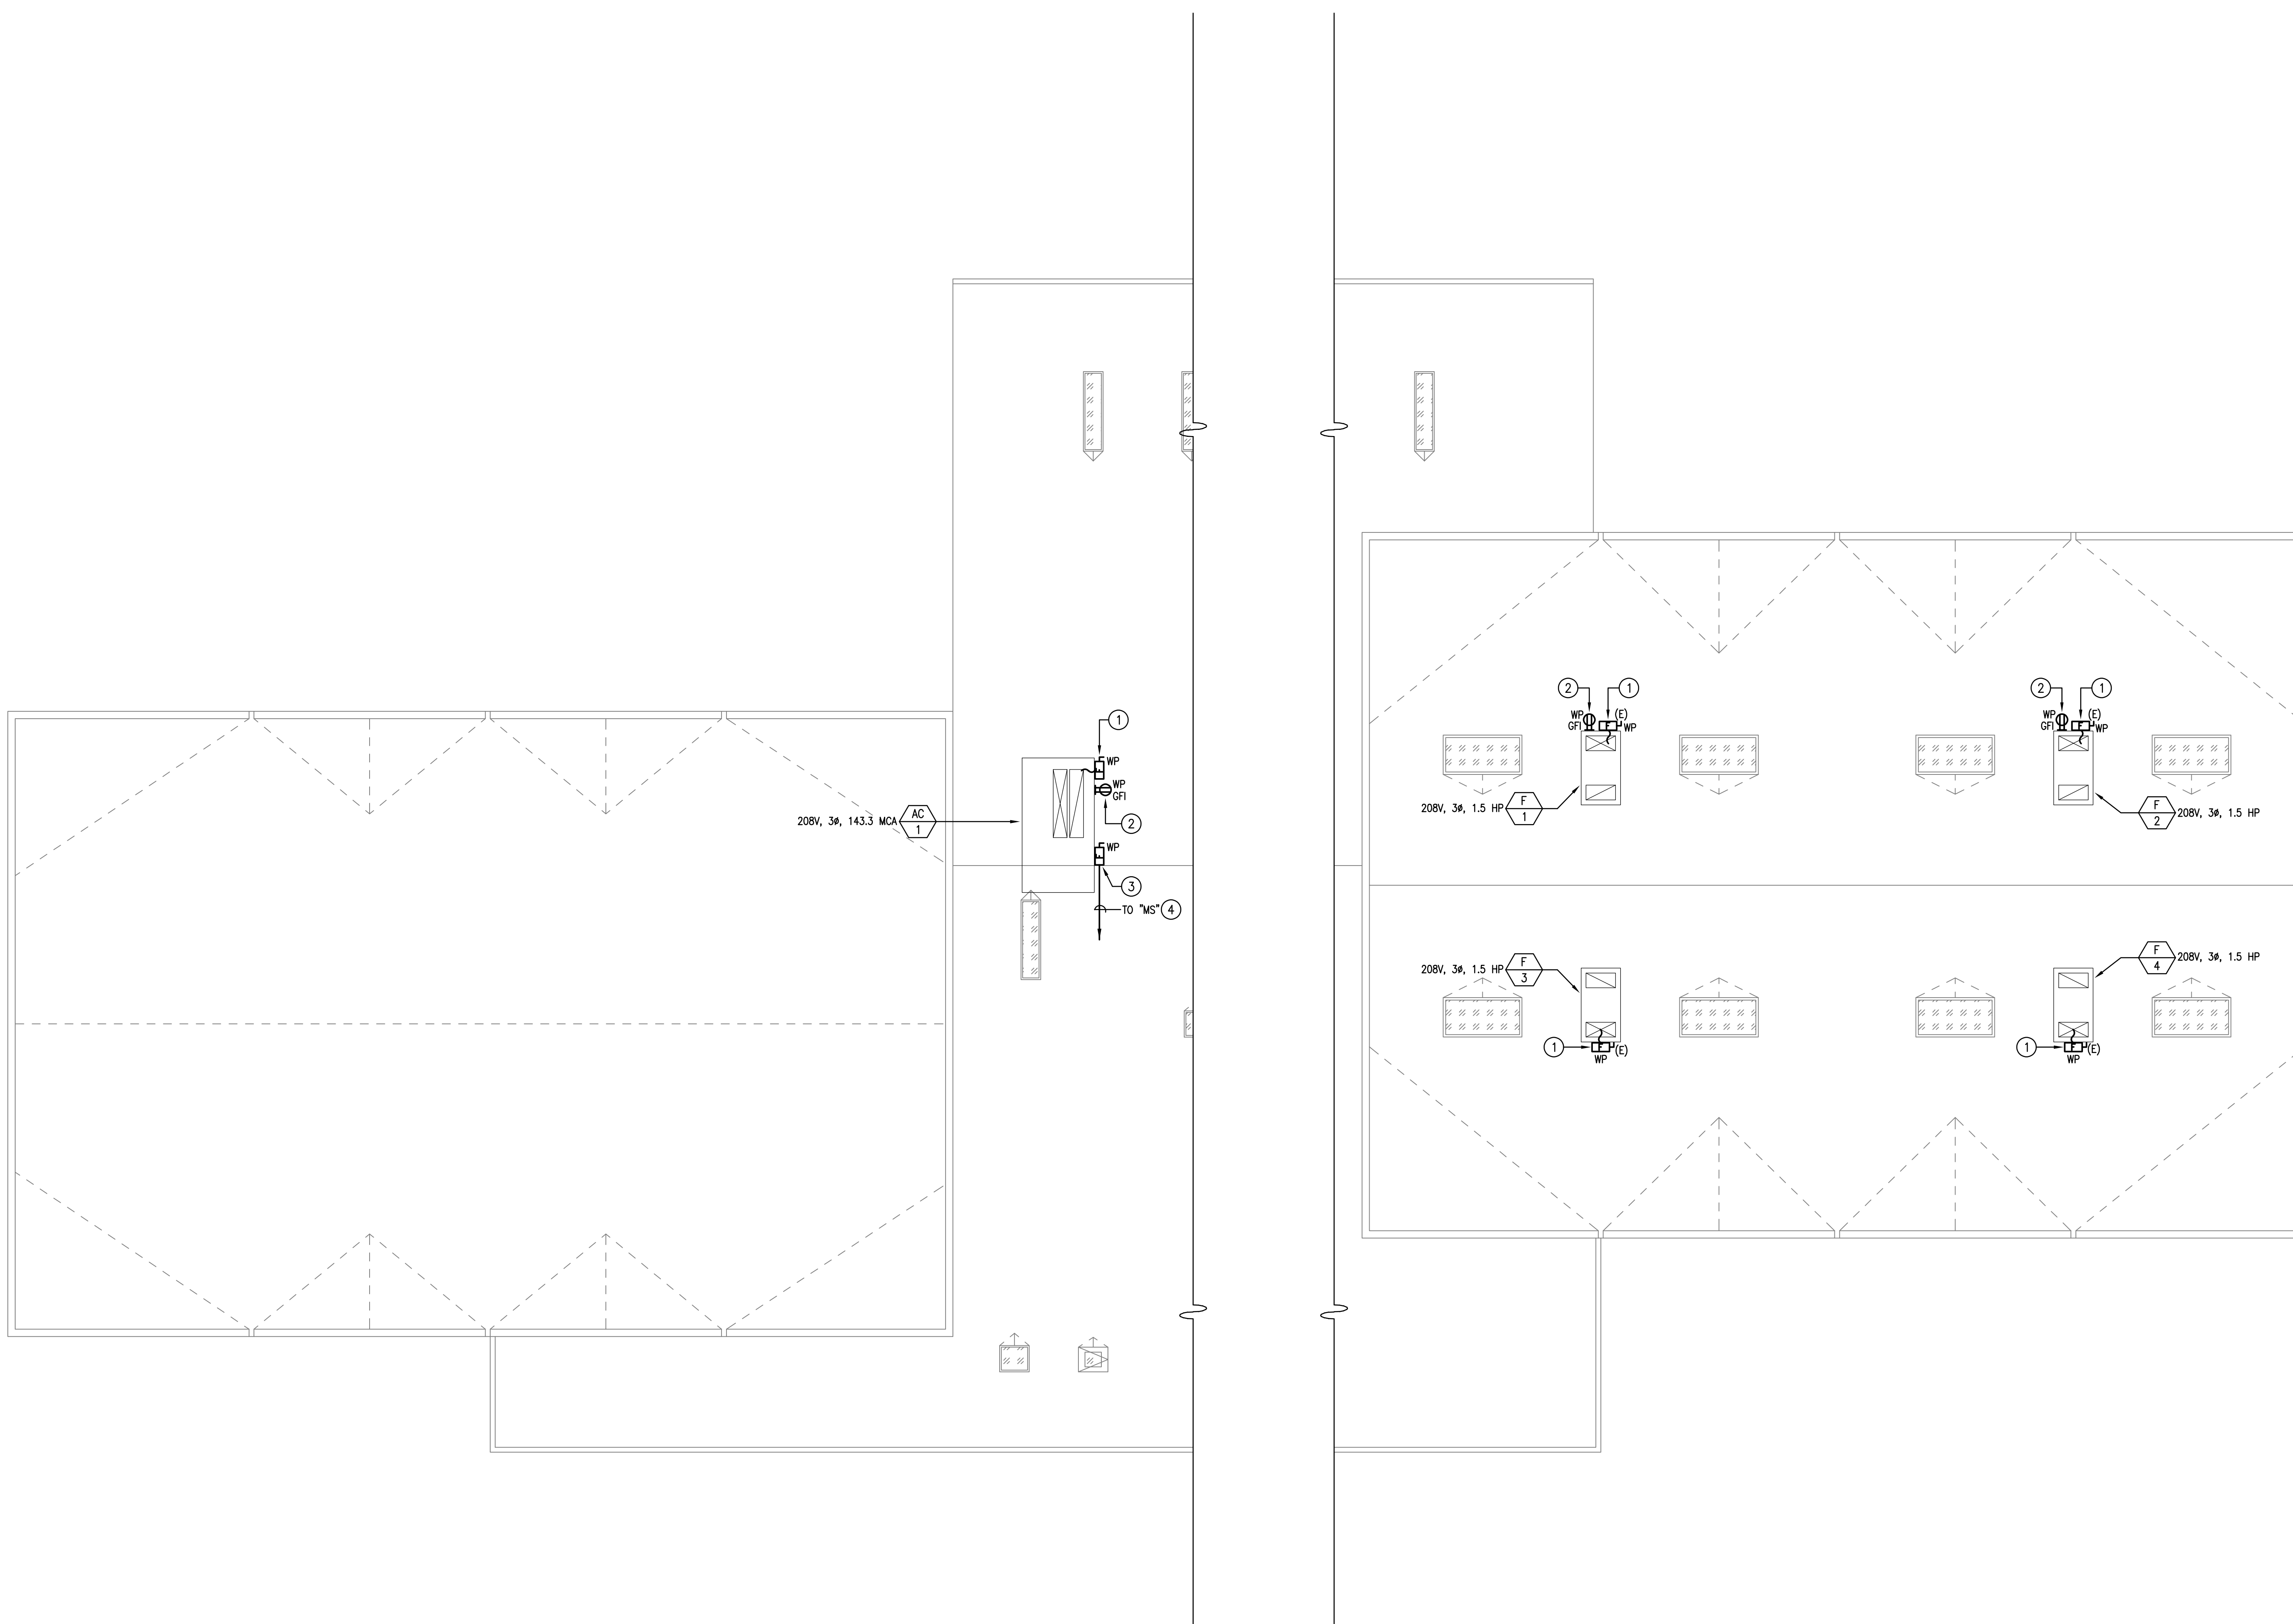 1
WP
WP
GFI
2
208V, 3ø, 143.3 MCA
AC
1
WP
3
TO "MS" 4
2
1
WP
GFI
(E)
WP
208V, 3ø, 1.5 HP
F
1
2
1
WP
GFI
(E)
WP
F
2
208V, 3ø, 1.5 HP
208V, 3ø, 1.5 HP
F
3
1
(E)
WP
F
4
208V, 3ø, 1.5 HP
1
(E)
WP